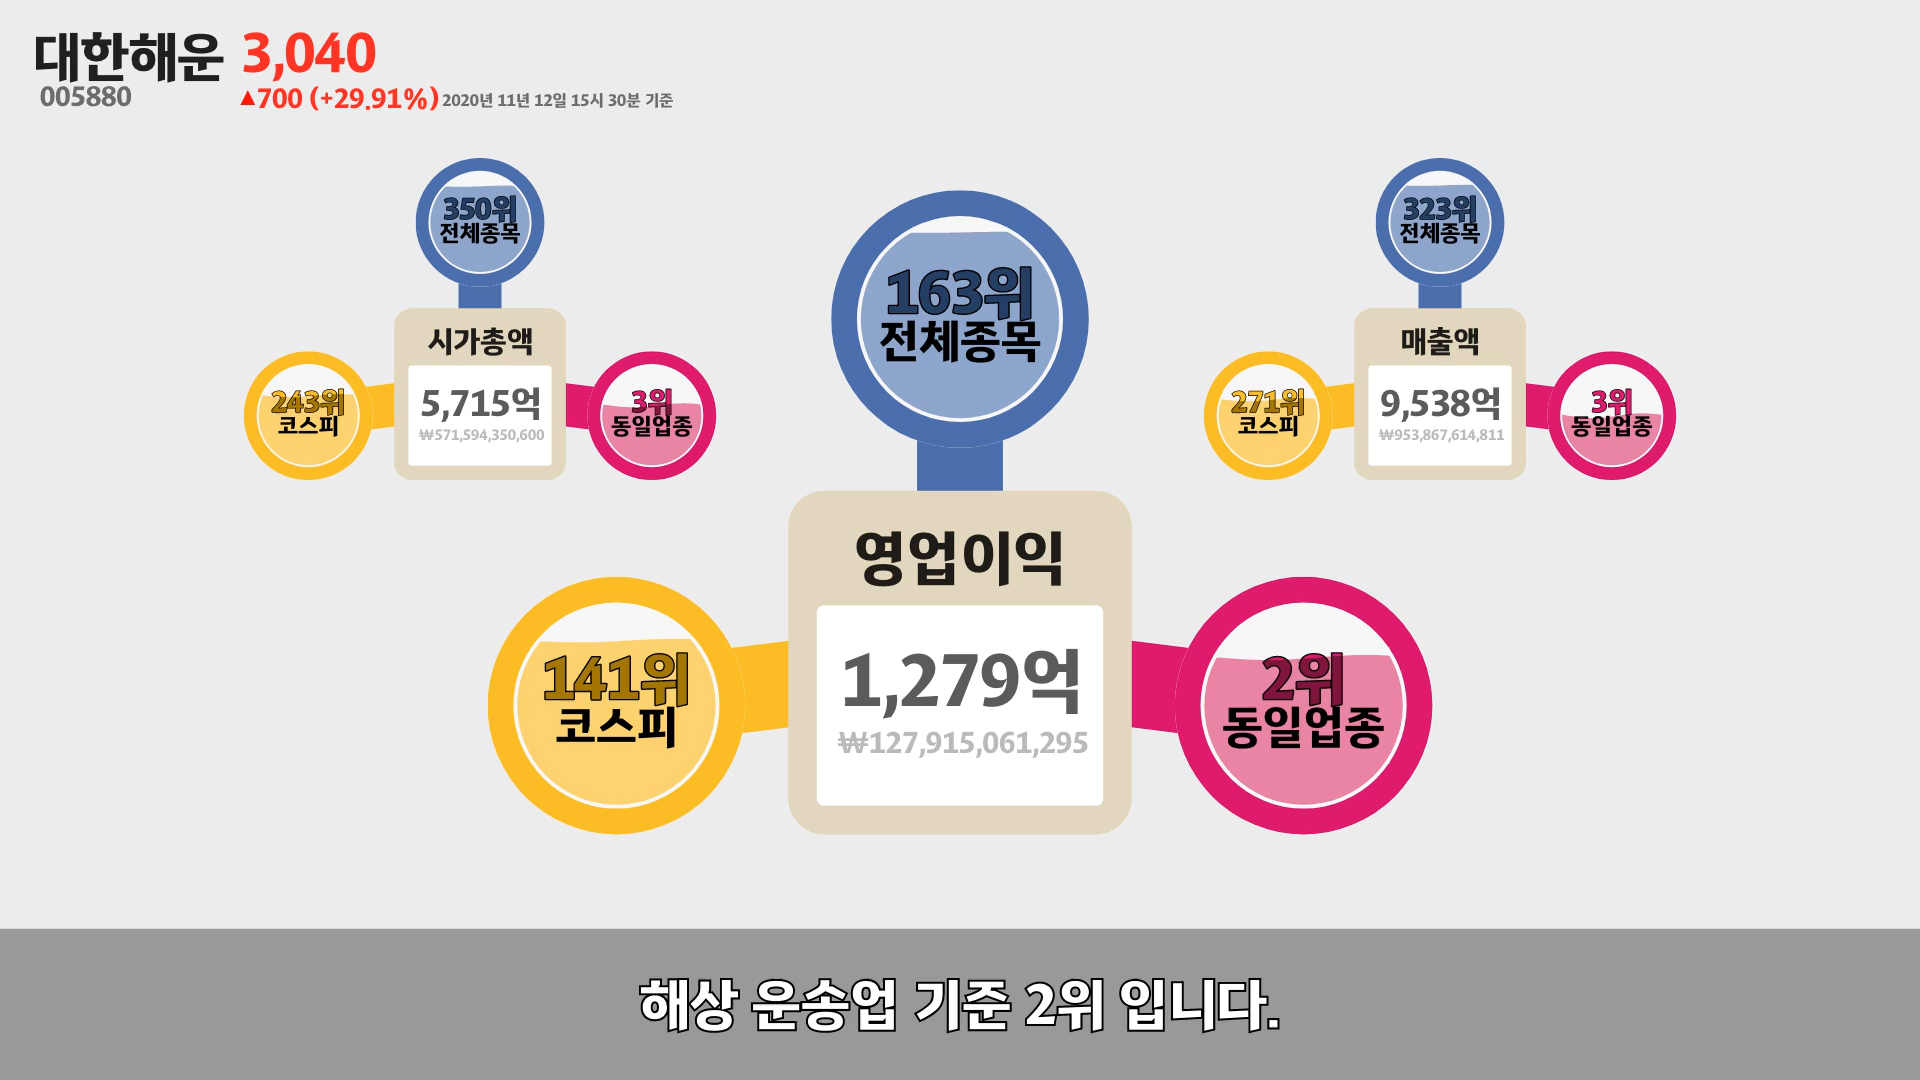 대한해운 3,040
005880
▲700 (+29.91%) 2020년 11년 12일 15시 30분 기준
350위
전체종목
시가총액
5,715억
₩571,594,350,600
243위
코스피
3위
동일업종
163위
전체종목
영업이익
1,279억
₩127,915,061,295
141위
코스피
2위
동일업종
323위
전체종목
매출액
9,538억
₩953,867,614,811
271위
코스피
3위
동일업종
해상 운송업 기준 2위 입니다.